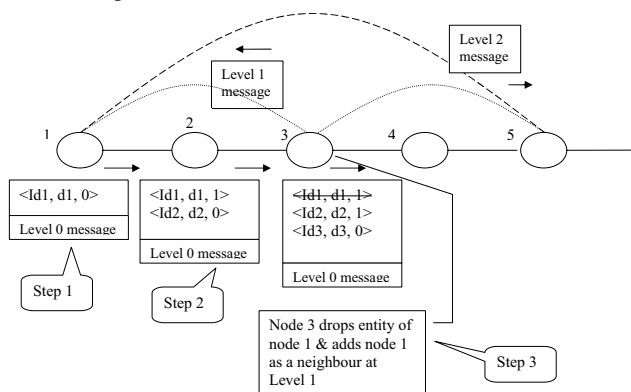 Level 2
message
Level 1
message
1
2
3
4
5
<Id1, d1, 0>
Level 0 message
<Id1, d1, 1>
<Id2, d2, 0>
Level 0 message
<Id1, d1, 1>
<Id2, d2, 1>
<Id3, d3, 0>
Level 0 message
Step 1
Step 2
Node 3 drops entity of
node 1 & adds node 1
as a neighbour at
Level 1
Step 3